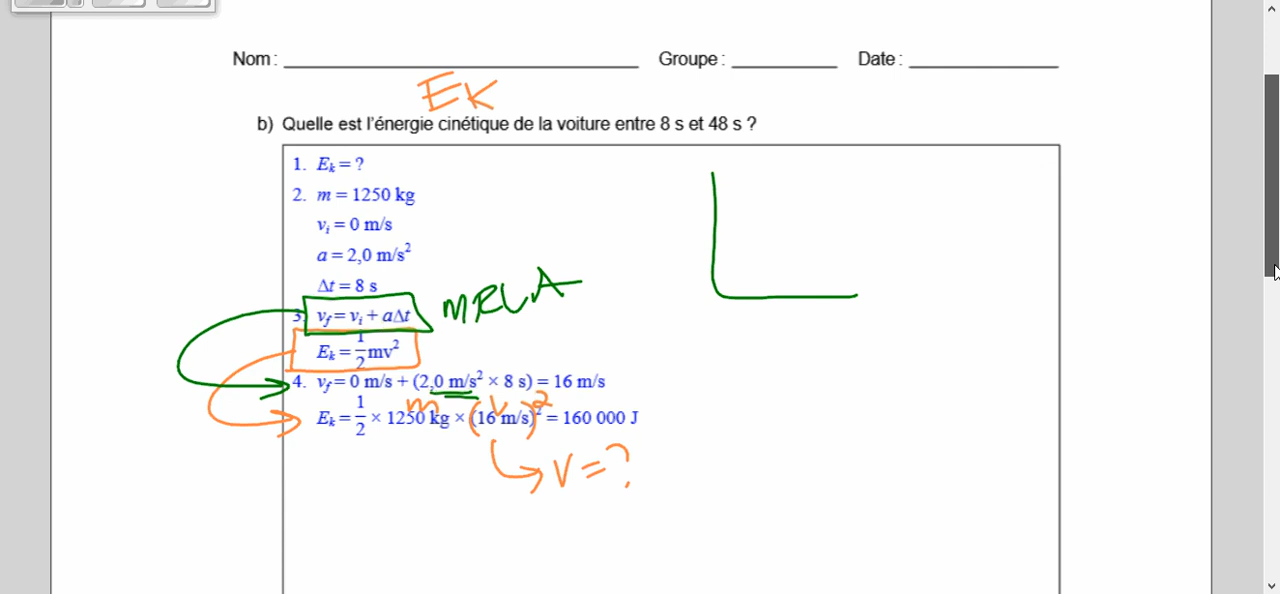 Nom : Groupe : Date :
EK
b) Quelle est l'énergie cinétique de la voiture entre 8 s et 48 s ?
1. Eₖ = ?
2. m = 1250 kg
vᵢ = 0 m/s
a = 2,0 m/s²
Δt = 8 s
3. v_f = vᵢ + aΔt MRUA
Eₖ = 1/2 mv²
4. v_f = 0 m/s + (2,0 m/s² × 8 s) = 16 m/s
m (v)²
Eₖ = 1/2 × 1250 kg × (16 m/s)² = 160 000 J
v = ?